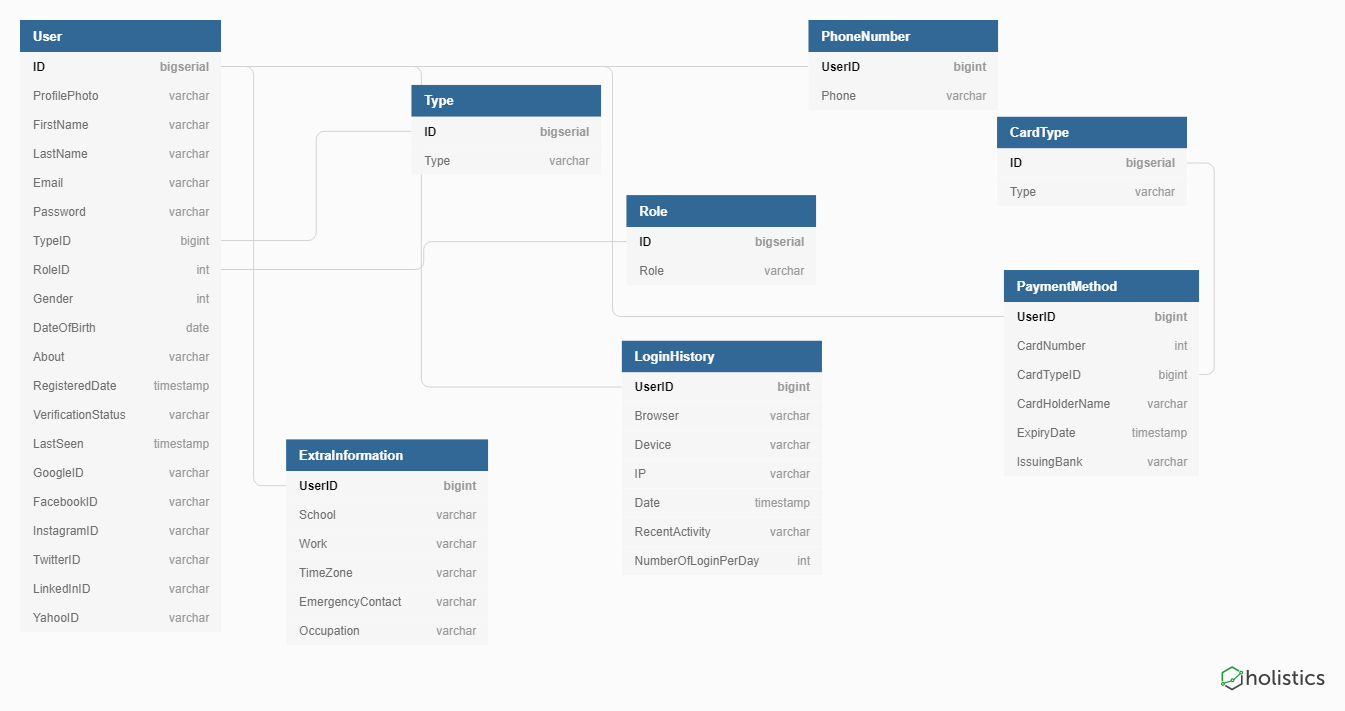 User
ID bigserial
ProfilePhoto varchar
FirstName varchar
LastName varchar
Email varchar
Password varchar
TypeID bigint
RoleID int
Gender int
DateOfBirth date
About varchar
RegisteredDate timestamp
VerificationStatus varchar
LastSeen timestamp
GoogleID varchar
FacebookID varchar
InstagramID varchar
TwitterID varchar
LinkedInID varchar
YahooID varchar
Type
ID bigserial
Type varchar
ExtraInformation
UserID bigint
School varchar
Work varchar
TimeZone varchar
EmergencyContact varchar
Occupation varchar
Role
ID bigserial
Role varchar
LoginHistory
UserID bigint
Browser varchar
Device varchar
IP varchar
Date timestamp
RecentActivity varchar
NumberOfLoginPerDay int
PhoneNumber
UserID bigint
Phone varchar
CardType
ID bigserial
Type varchar
PaymentMethod
UserID bigint
CardNumber int
CardTypeID bigint
CardHolderName varchar
ExpiryDate timestamp
IssuingBank varchar
holistics